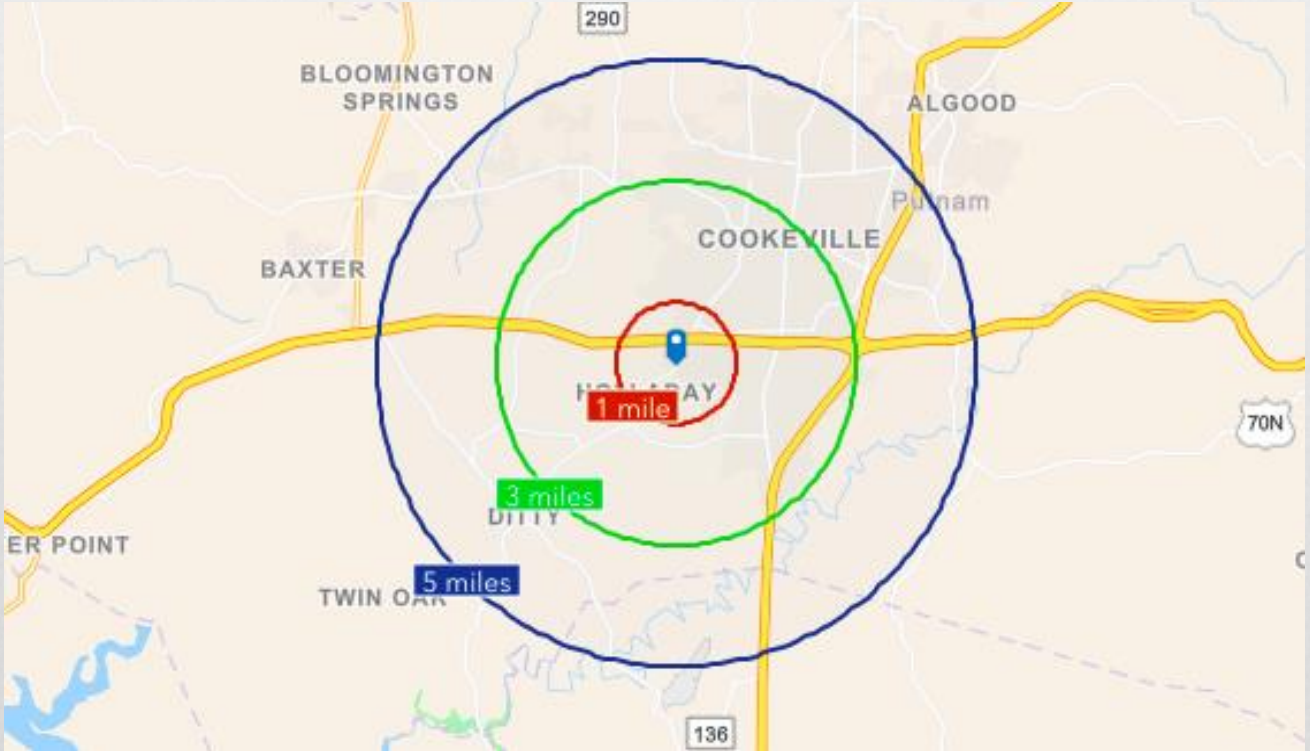 290
BLOOMINGTON
SPRINGS
ALGOOD
Putnam
COOKEVILLE
BAXTER
1 mile
70N
3 miles
DITTY
ER POINT
5 miles
TWIN OAK
136